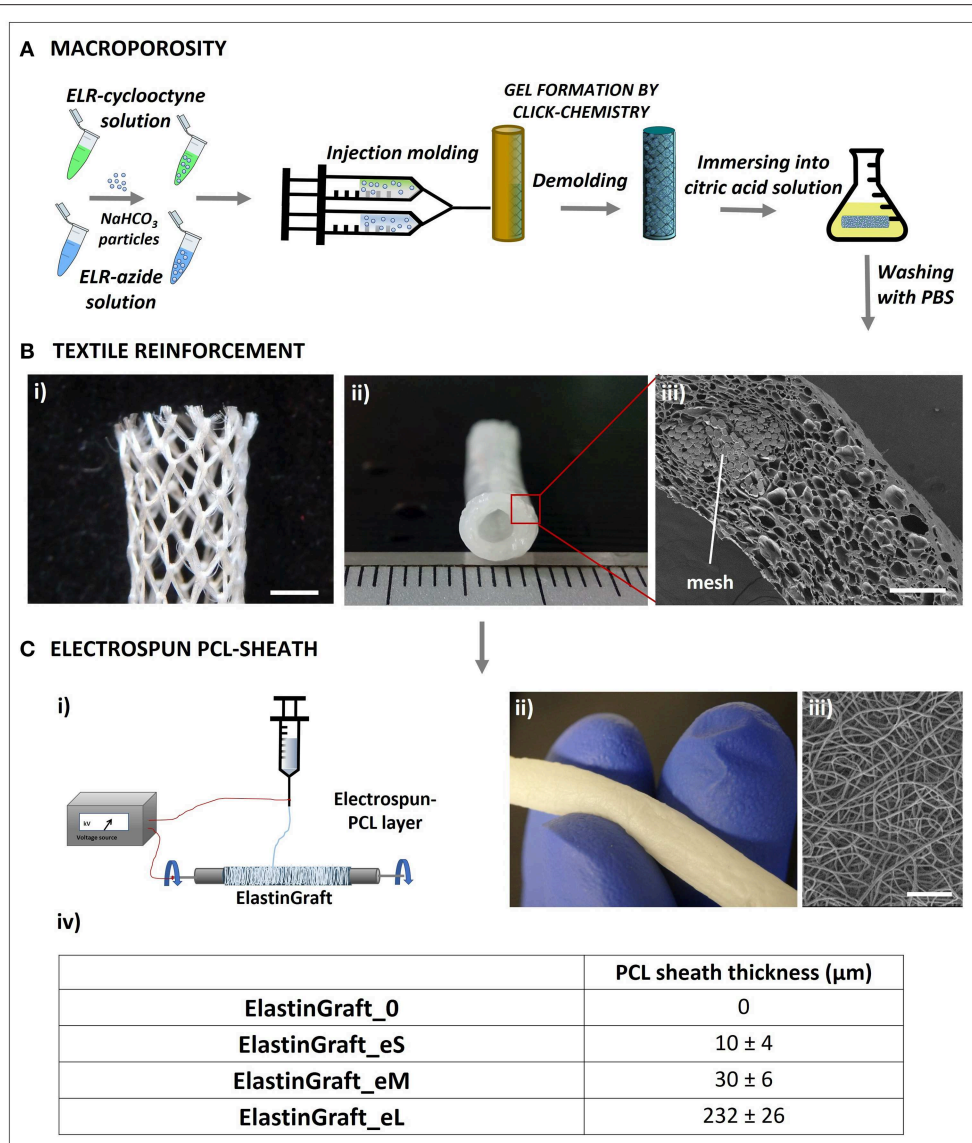 A MACROPOROSITY
ELR-cyclooctyne
solution
NaHCO3
particles
ELR-azide
solution
Injection molding
GEL FORMATION BY
CLICK-CHEMISTRY
Demolding
Immersing into
citric acid solution
Washing
with PBS
B TEXTILE REINFORCEMENT
i)
ii)
iii)
mesh
C ELECTROSPUN PCL-SHEATH
i)
kV
Voltage source
Electrospun-
PCL layer
ElastinGraft
ii)
iii)
iv)
PCL sheath thickness (µm)
ElastinGraft_0 0
ElastinGraft_eS 10 ± 4
ElastinGraft_eM 30 ± 6
ElastinGraft_eL 232 ± 26